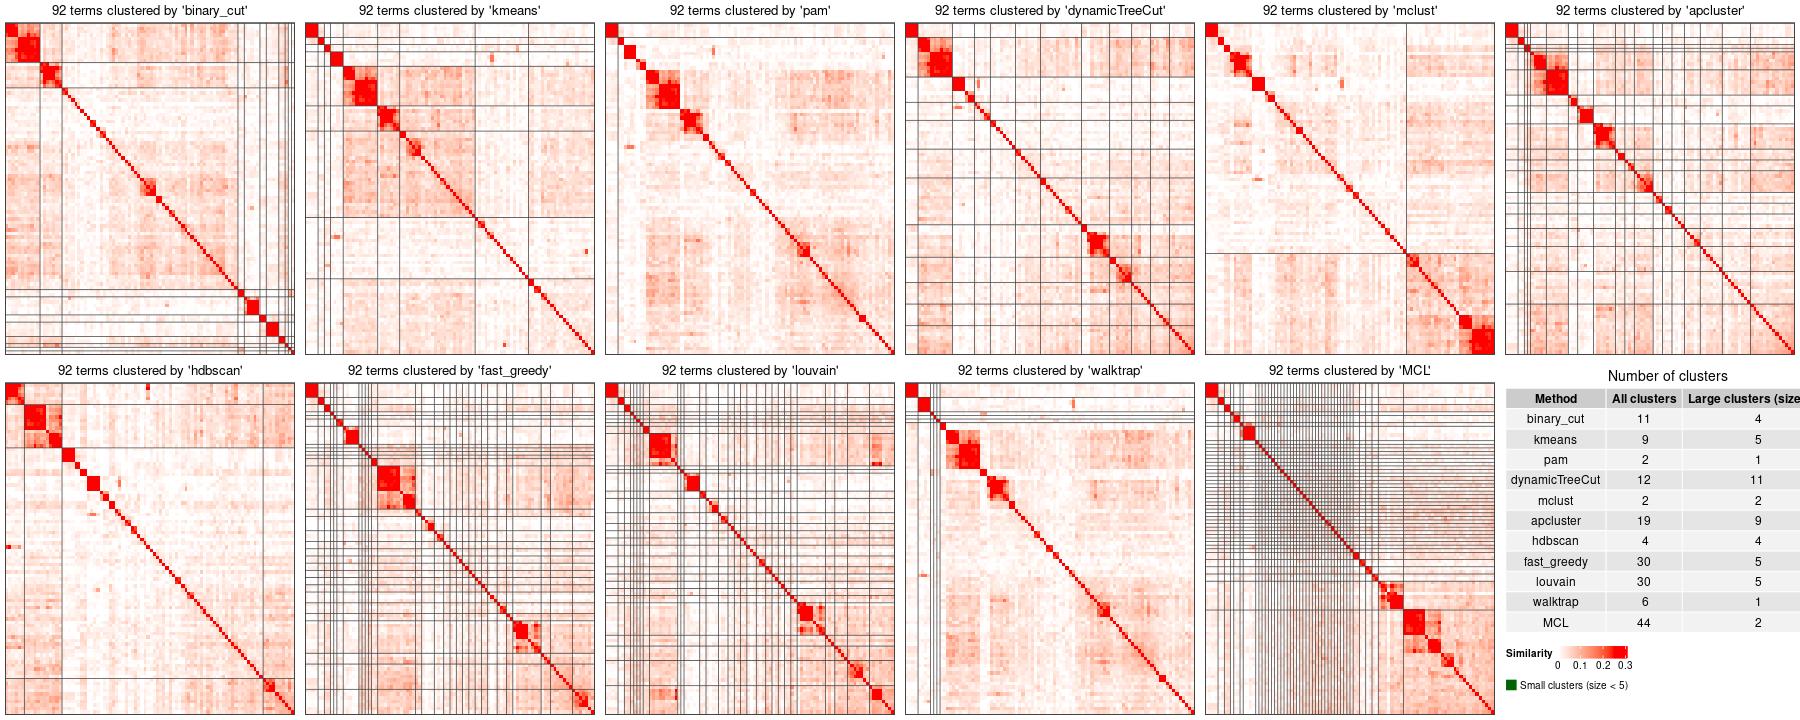 92 terms clustered by 'binary_cut'
92 terms clustered by 'kmeans'
92 terms clustered by 'pam'
92 terms clustered by 'dynamicTreeCut'
92 terms clustered by 'mclust'
92 terms clustered by 'apcluster'
92 terms clustered by 'hdbscan'
92 terms clustered by 'fast_greedy'
92 terms clustered by 'louvain'
92 terms clustered by 'walktrap'
92 terms clustered by 'MCL'
Number of clusters
Method All clusters Large clusters (size
binary_cut 11 4
kmeans 9 5
pam 2 1
dynamicTreeCut 12 11
mclust 2 2
apcluster 19 9
hdbscan 4 4
fast_greedy 30 5
louvain 30 5
walktrap 6 1
MCL 44 2
Similarity
0 0.1 0.2 0.3
Small clusters (size < 5)